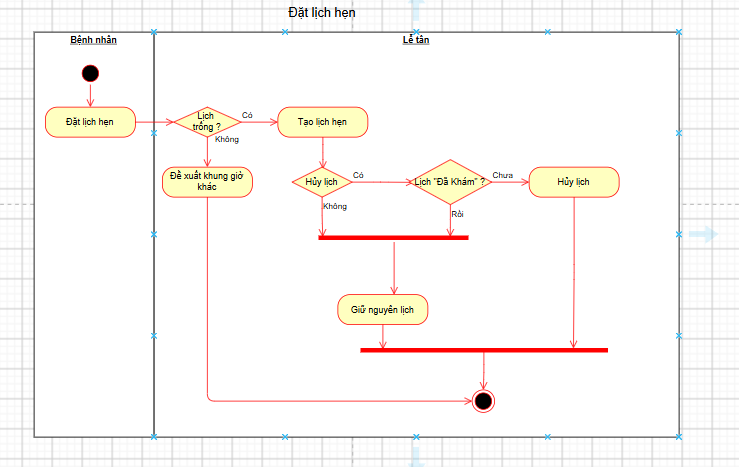 Đặt lịch hẹn
Bệnh nhân
Lễ tân
Đặt lịch hẹn
Lịch
trống ?
Có
Tạo lịch hẹn
Không
Đề xuất khung giờ
khác
Hủy lịch
Có
Lịch "Đã Khám" ?
Chưa
Hủy lịch
Không
Rồi
Giữ nguyên lịch